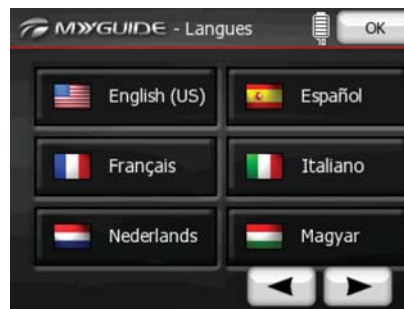 MYGUIDE - Langues
OK
English (US)
Español
Français
Italiano
Nederlands
Magyar